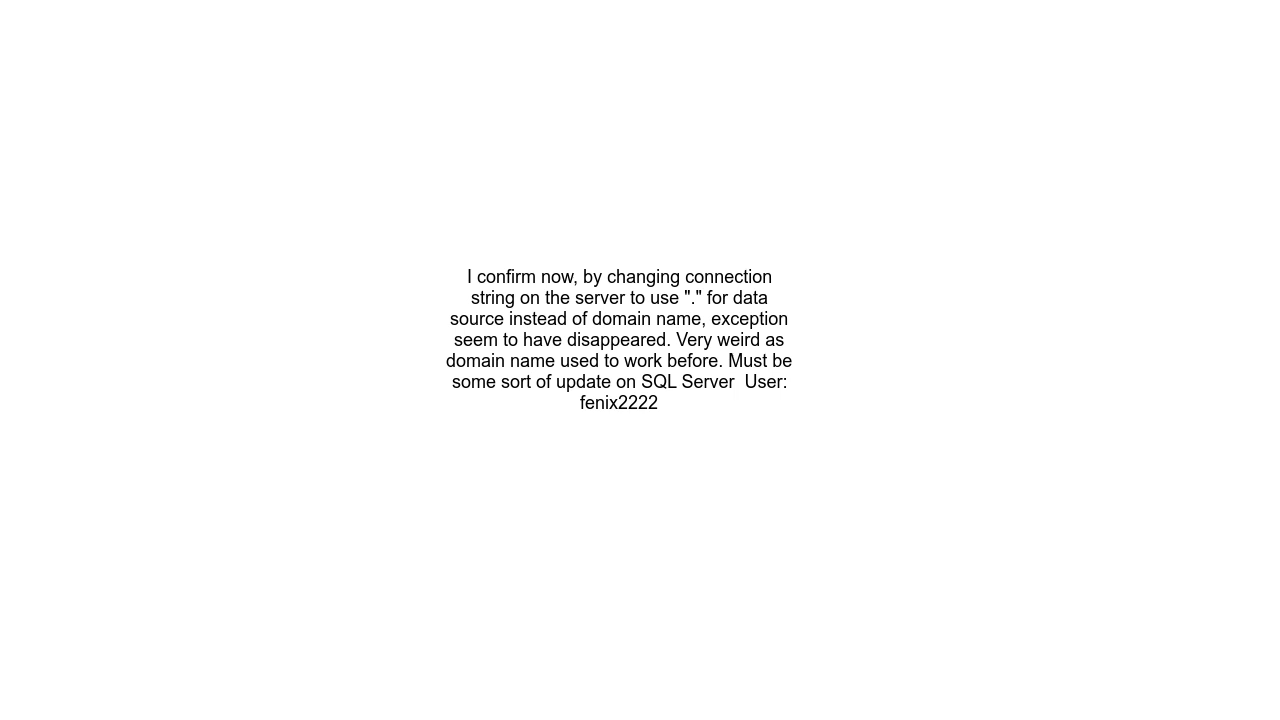 I confirm now, by changing connection
string on the server to use "." for data
source instead of domain name, exception
seem to have disappeared. Very weird as
domain name used to work before. Must be
some sort of update on SQL Server  User:
fenix2222